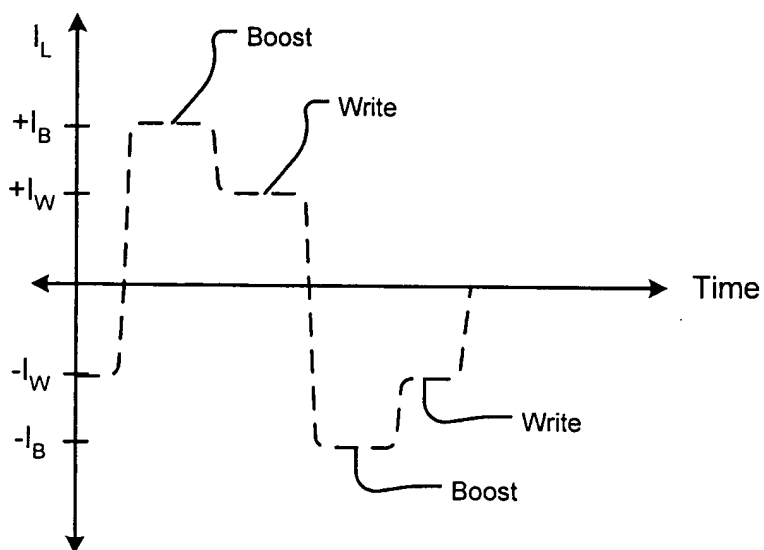 I_L
Boost
Write
+I_B
+I_W
Time
-I_W
Write
-I_B
Boost